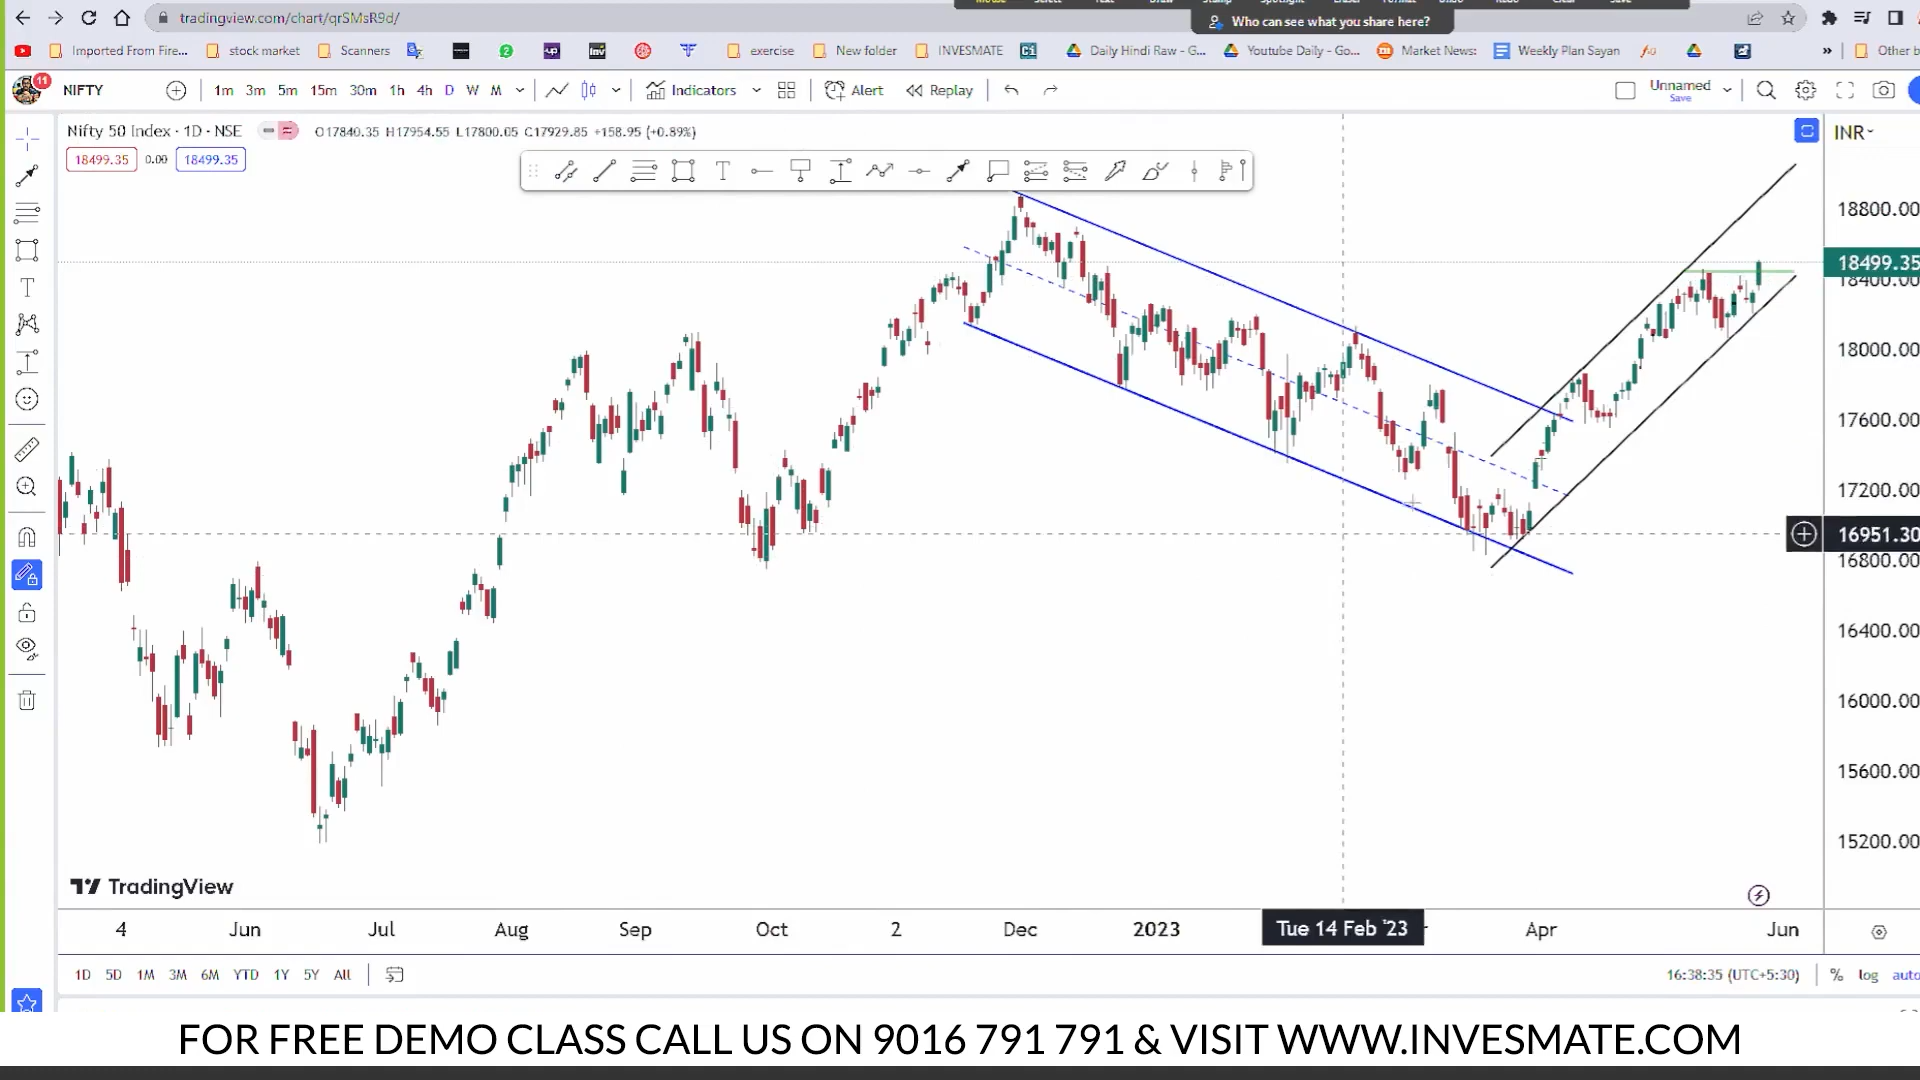 tradingview.com/chart/qrSMsR9d/
Who can see what you share here?
Imported From Fire... stock market Scanners exercise New folder INVESMATE Daily Hindi Raw - G... Youtube Daily - Go... Market News: Weekly Plan Sayan » Other b
11 NIFTY 1m 3m 5m 15m 30m 1h 4h D W M Indicators Alert Replay Unnamed
Save
Nifty 50 Index · 1D · NSE O17840.35 H17954.55 L17800.05 C17929.85 +158.95 (+0.89%) INR
18499.35 0.00 18499.35
18800.00
18499.35
18400.00
18000.00
17600.00
17200.00
16951.30
16800.00
16400.00
16000.00
15600.00
15200.00
TradingView
4 Jun Jul Aug Sep Oct 2 Dec 2023 Tue 14 Feb '23 Apr Jun
1D 5D 1M 3M 6M YTD 1Y 5Y All 16:38:35 (UTC+5:30) % log auto
FOR FREE DEMO CLASS CALL US ON 9016 791 791 & VISIT WWW.INVESMATE.COM